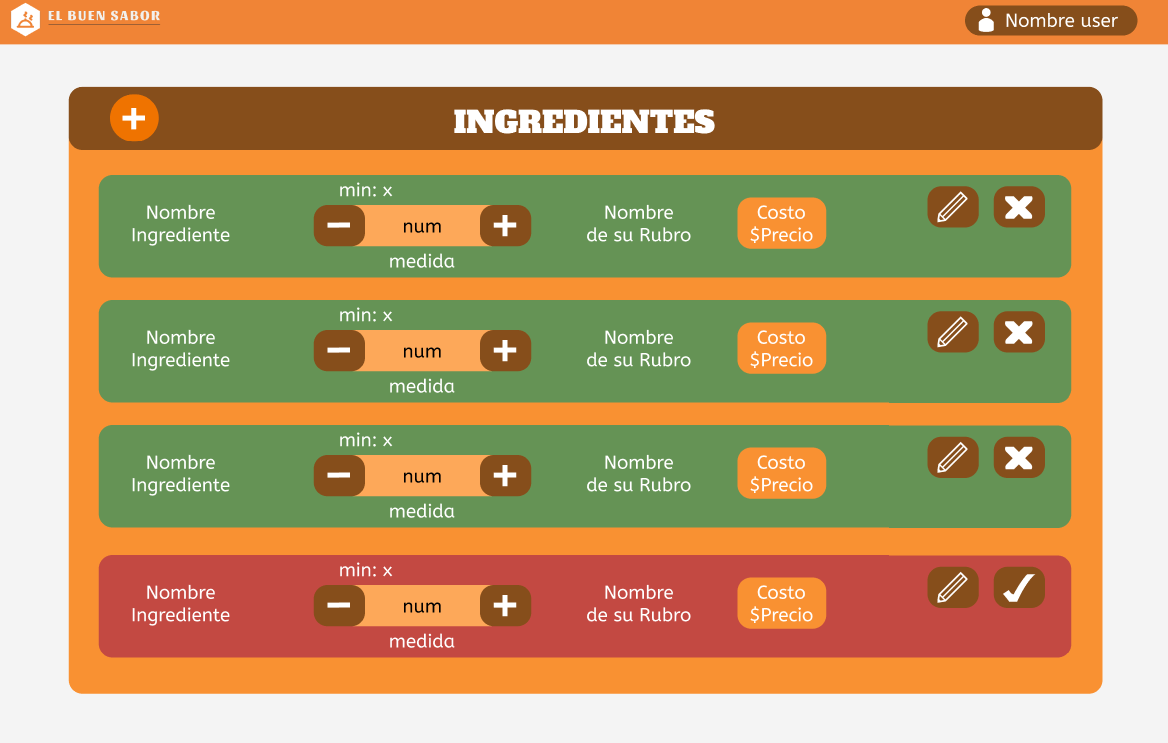 EL BUEN SABOR
Nombre user
INGREDIENTES
Nombre
Ingrediente
min: x
num
medida
Nombre
de su Rubro
Costo
$Precio
Nombre
Ingrediente
min: x
num
medida
Nombre
de su Rubro
Costo
$Precio
Nombre
Ingrediente
min: x
num
medida
Nombre
de su Rubro
Costo
$Precio
Nombre
Ingrediente
min: x
num
medida
Nombre
de su Rubro
Costo
$Precio